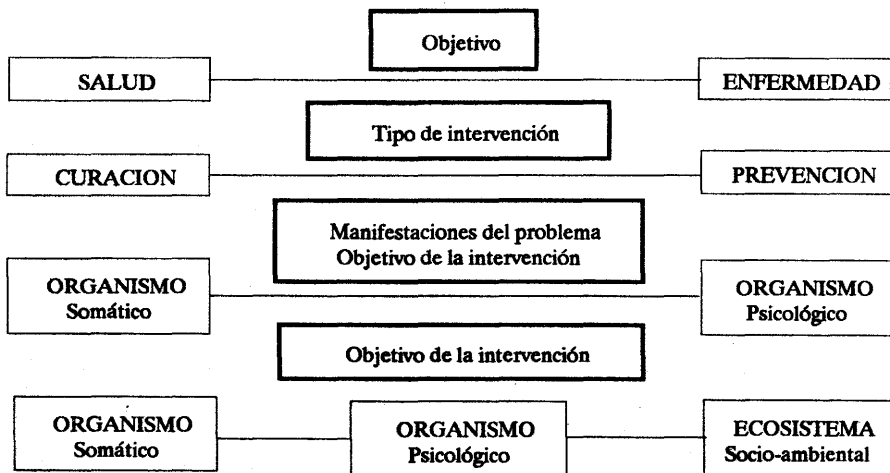 Objetivo
SALUD
ENFERMEDAD
Tipo de intervención
CURACION
PREVENCION
Manifestaciones del problema
Objetivo de la intervención
ORGANISMO
Somático
ORGANISMO
Psicológico
Objetivo de la intervención
ORGANISMO
Somático
ORGANISMO
Psicológico
ECOSISTEMA
Socio-ambiental